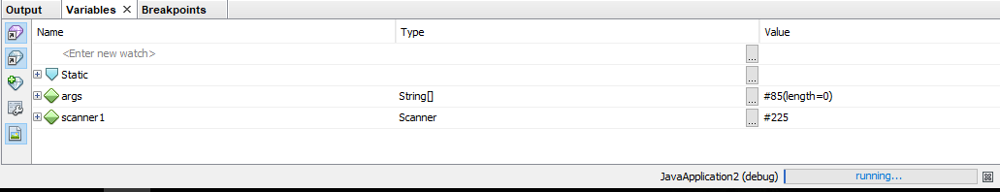 Output Variables Breakpoints
Name Type Value
<Enter new watch> ...
Static ...
args String[] ... #85(length=0)
scanner1 Scanner ... #225
JavaApplication2 (debug) running...